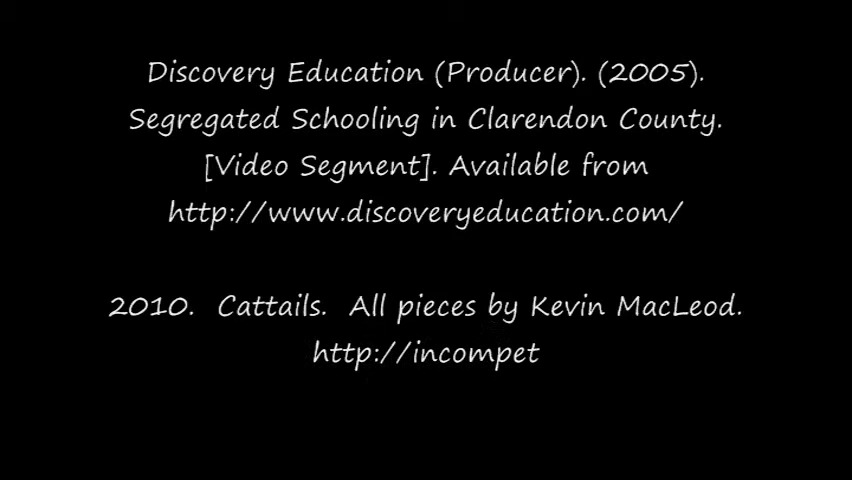 Discovery Education (Producer). (2005).
Segregated Schooling in Clarendon County.
[Video Segment]. Available from
http://www.discoveryeducation.com/
2010.  Cattails.  All pieces by Kevin MacLeod.
http://incompet